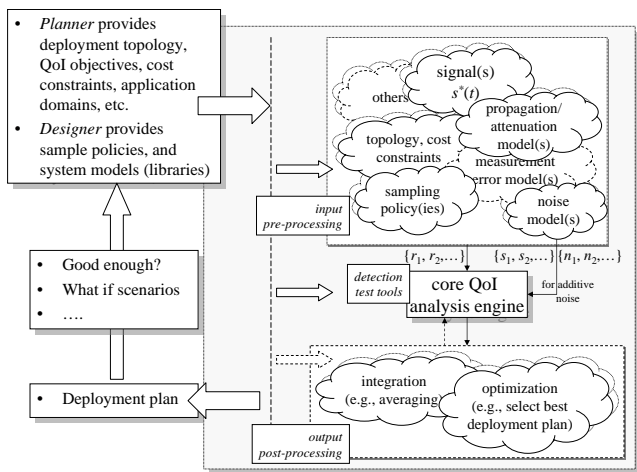 • Planner provides
deployment topology,
QoI objectives, cost
constraints, application
domains, etc.
• Designer provides
sample policies, and
system models (libraries)
• Good enough?
• What if scenarios
• ....
• Deployment plan
signal(s)
s*(t)
others
propagation/
attenuation
model(s)
topology, cost
constraints
measurement
error model(s)
sampling
policy(ies)
noise
model(s)
input
pre-processing
{r1, r2,…}
{s1, s2,…}
{n1, n2,…}
detection
test tools
core QoI
analysis engine
for additive
noise
integration
(e.g., averaging)
optimization
(e.g., select best
deployment plan)
output
post-processing